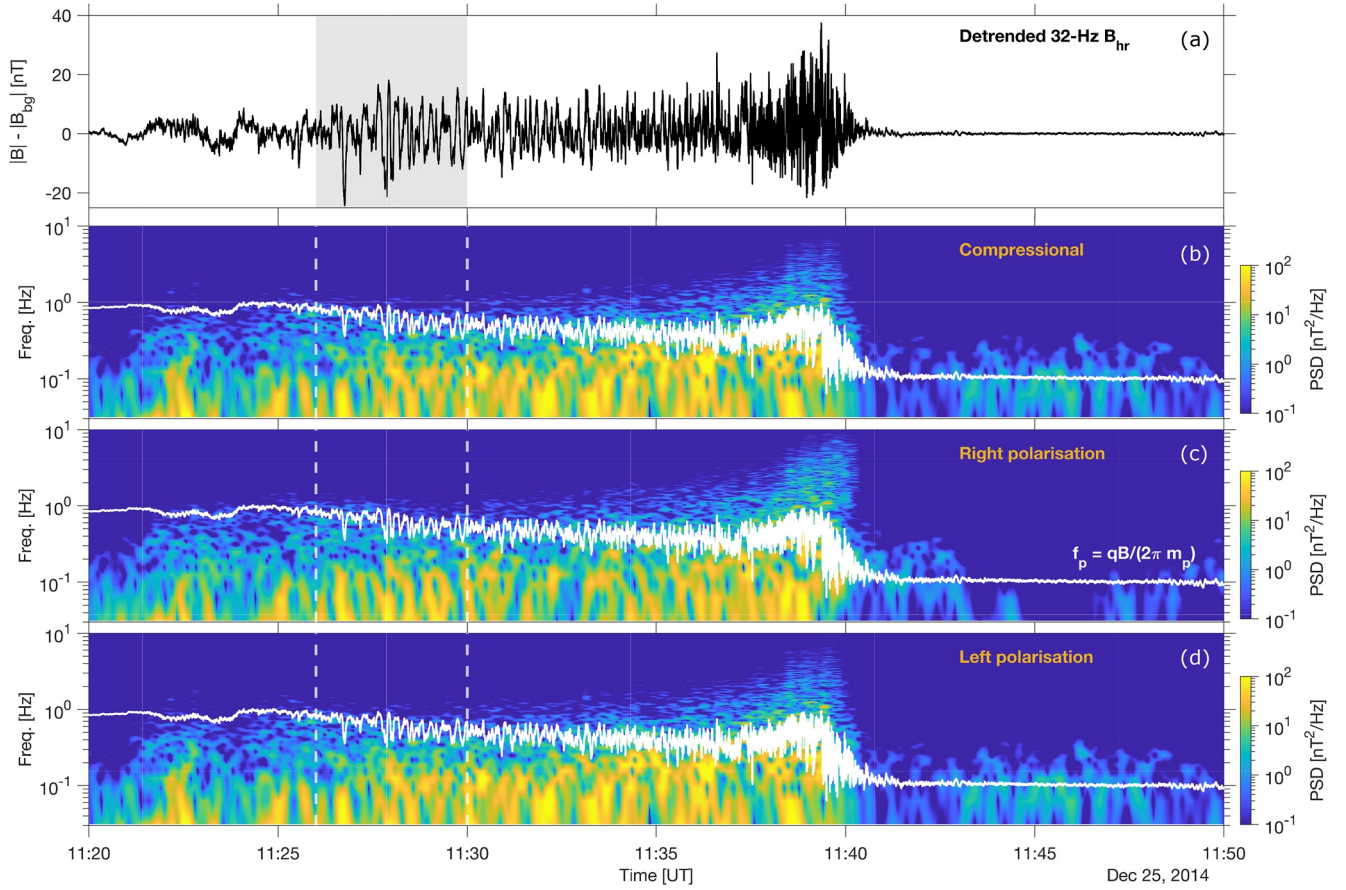 40
20
0
-20
|B| - |B_bg| [nT]
Detrended 32-Hz B_hr
(a)
10^1
10^0
10^-1
Freq. [Hz]
Compressional
(b)
10^2
10^1
10^0
10^-1
PSD [nT^2/Hz]
10^1
10^0
10^-1
Freq. [Hz]
Right polarisation
(c)
f_p = qB/(2π m_p)
10^2
10^1
10^0
10^-1
PSD [nT^2/Hz]
10^1
10^0
10^-1
Freq. [Hz]
Left polarisation
(d)
10^2
10^1
10^0
10^-1
PSD [nT^2/Hz]
11:20 11:25 11:30 11:35 11:40 11:45 11:50
Time [UT]
Dec 25, 2014